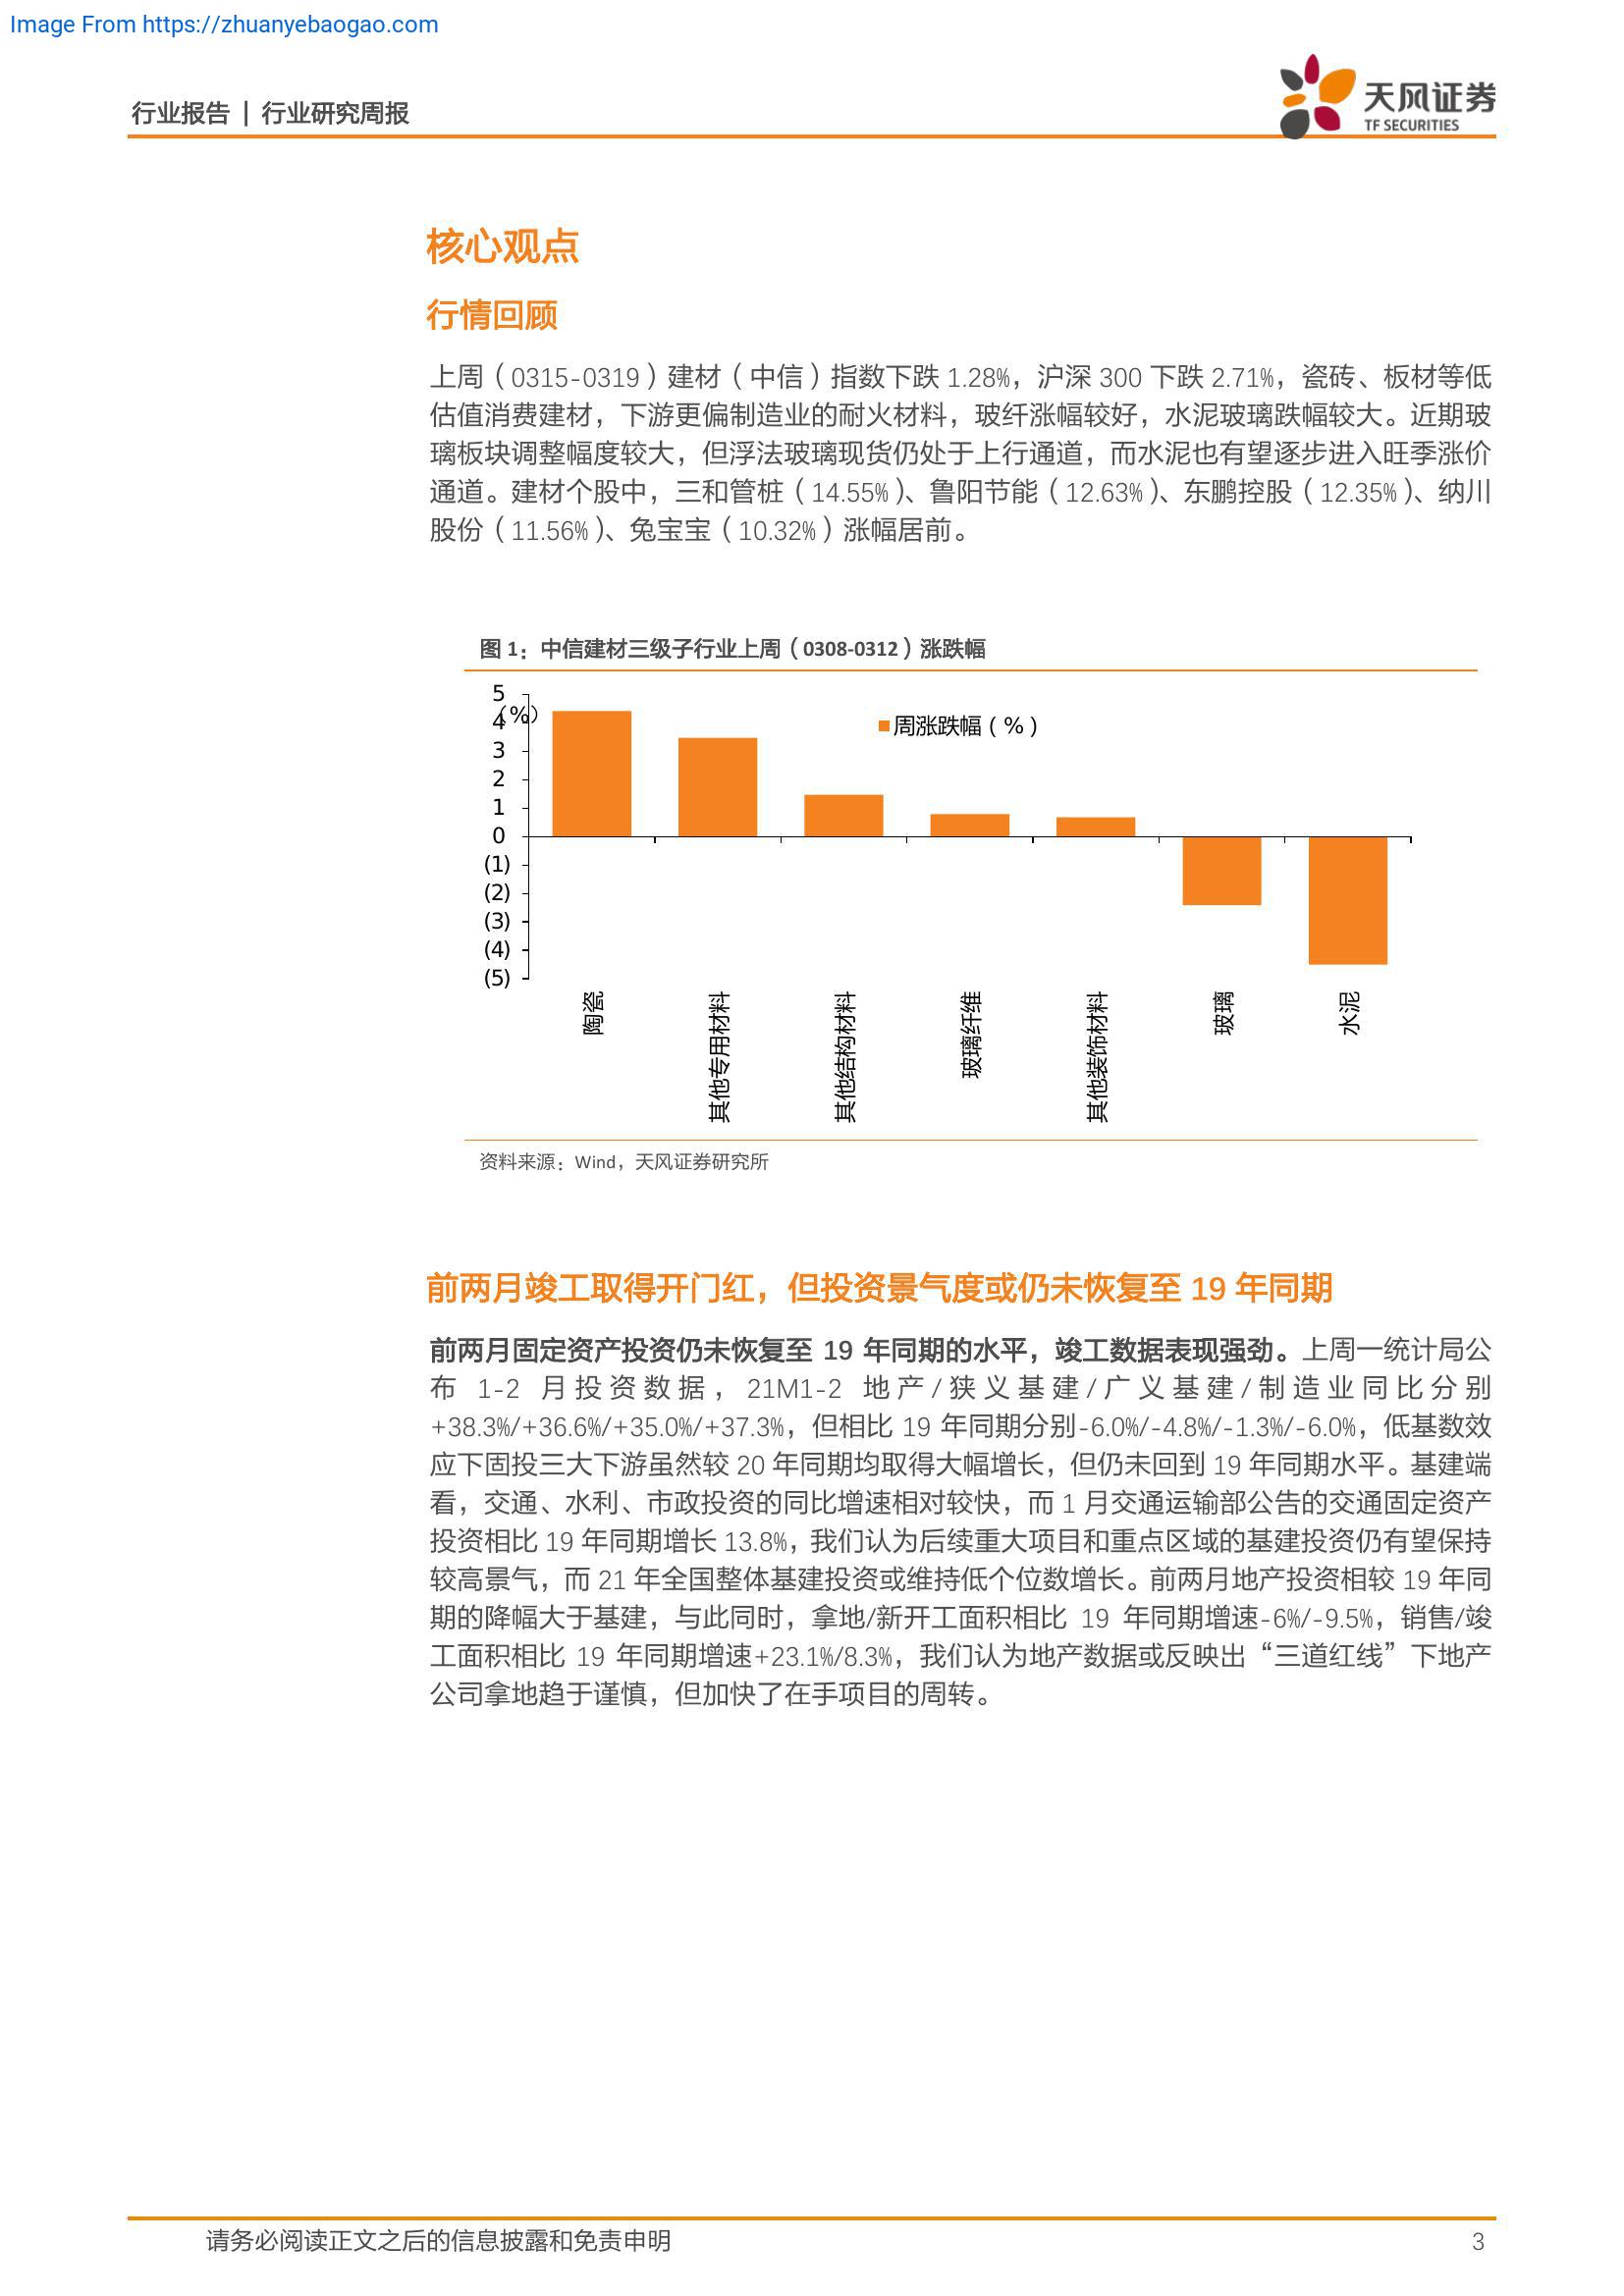 Image From https://zhuanyebaogao.com
行业报告 | 行业研究周报
天风证券
TF SECURITIES
核心观点
行情回顾
上周（0315-0319）建材（中信）指数下跌 1.28%，沪深 300 下跌 2.71%，瓷砖、板材等低
估值消费建材，下游更偏制造业的耐火材料，玻纤涨幅较好，水泥玻璃跌幅较大。近期玻
璃板块调整幅度较大，但浮法玻璃现货仍处于上行通道，而水泥也有望逐步进入旺季涨价
通道。建材个股中，三和管桩（14.55%）、鲁阳节能（12.63%）、东鹏控股（12.35%）、纳川
股份（11.56%）、兔宝宝（10.32%）涨幅居前。
图 1：中信建材三级子行业上周（0308-0312）涨跌幅
5
（%）
4
周涨跌幅（%）
3
2
1
0
(1)
(2)
(3)
(4)
(5)
陶瓷
其他专用材料
其他结构材料
玻璃纤维
其他装饰材料
玻璃
水泥
资料来源：Wind，天风证券研究所
前两月竣工取得开门红，但投资景气度或仍未恢复至 19 年同期
前两月固定资产投资仍未恢复至 19 年同期的水平，竣工数据表现强劲。上周一统计局公
布 1-2 月投资数据，21M1-2 地产/狭义基建/广义基建/制造业同比分别
+38.3%/+36.6%/+35.0%/+37.3%，但相比 19 年同期分别-6.0%/-4.8%/-1.3%/-6.0%，低基数效
应下固投三大下游虽然较 20 年同期均取得大幅增长，但仍未回到 19 年同期水平。基建端
看，交通、水利、市政投资的同比增速相对较快，而 1 月交通运输部公告的交通固定资产
投资相比 19 年同期增长 13.8%，我们认为后续重大项目和重点区域的基建投资仍有望保持
较高景气，而 21 年全国整体基建投资或维持低个位数增长。前两月地产投资相较 19 年同
期的降幅大于基建，与此同时，拿地/新开工面积相比 19 年同期增速-6%/-9.5%，销售/竣
工面积相比 19 年同期增速+23.1%/8.3%，我们认为地产数据或反映出“三道红线”下地产
公司拿地趋于谨慎，但加快了在手项目的周转。
请务必阅读正文之后的信息披露和免责申明
3